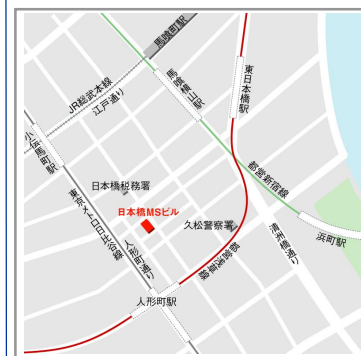 馬喰町駅
JR総武本線
江戸通り
馬喰横山駅
東日本橋駅
小伝馬町駅
日本橋税務署
都営新宿線
日本橋MSビル
久松警察署
東京メトロ日比谷線
人形町通り
都営浅草線
清洲橋通り
浜町駅
人形町駅